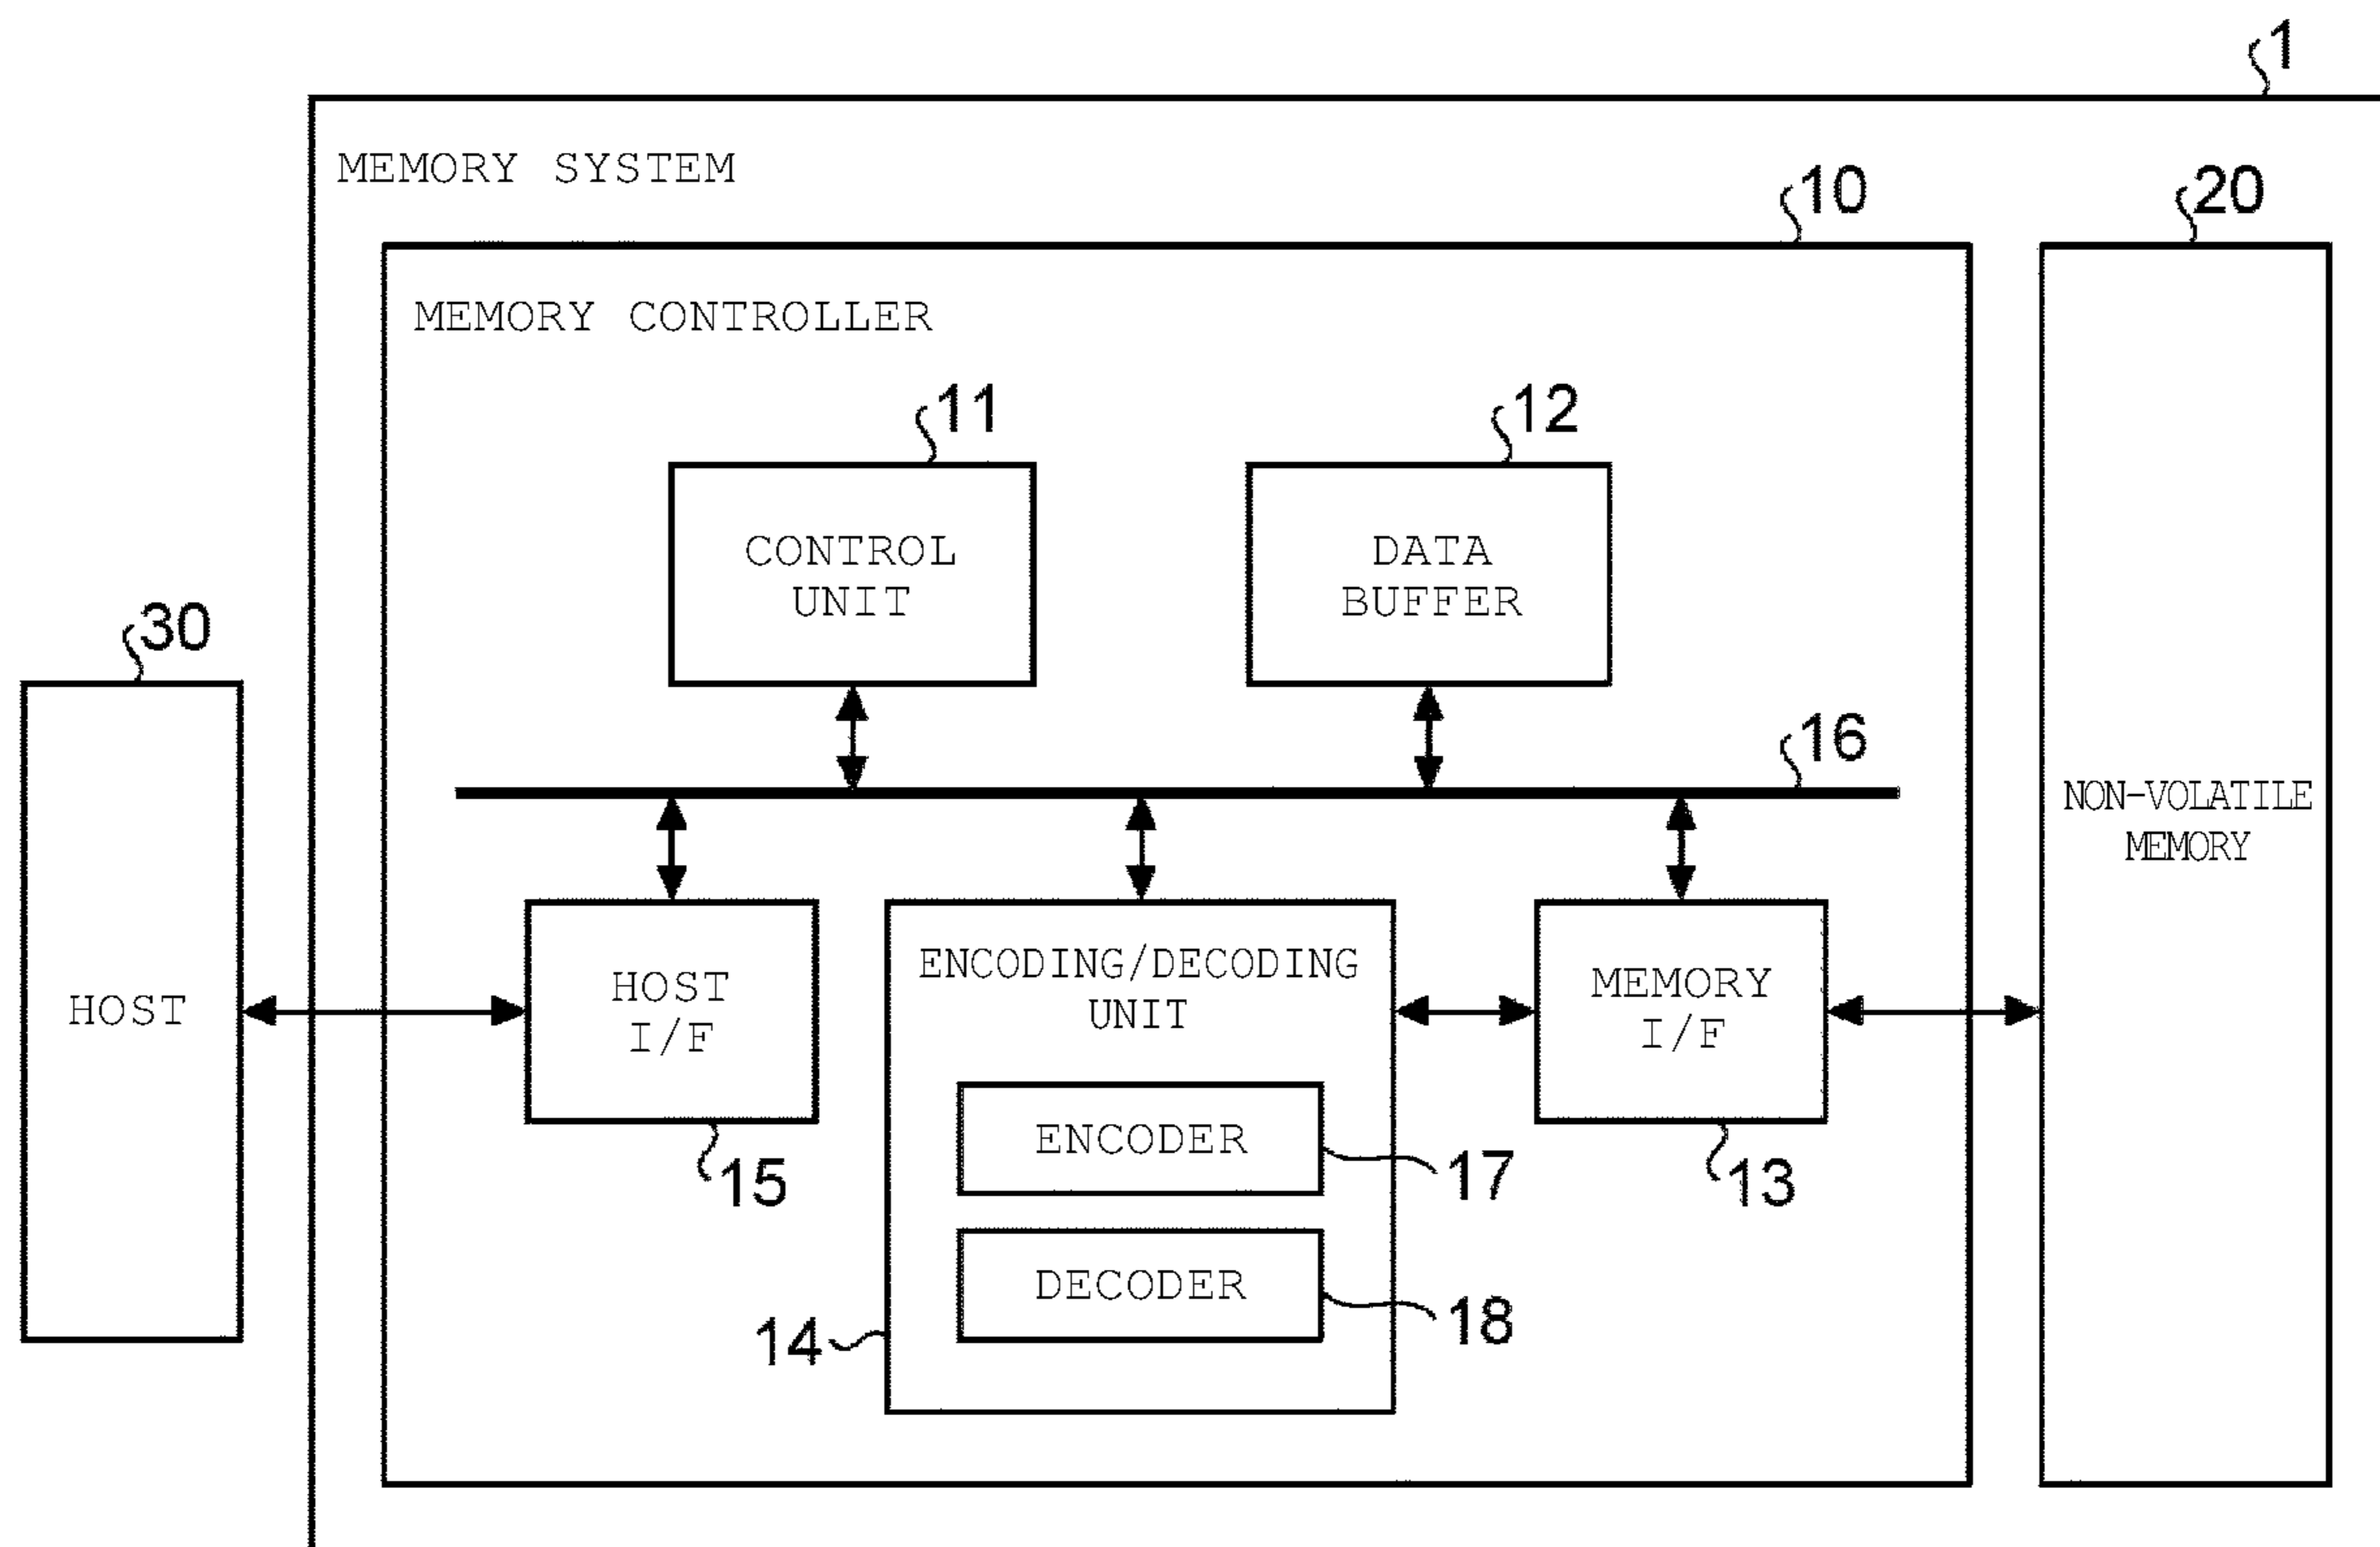 1
MEMORY SYSTEM
10
20
MEMORY CONTROLLER
11
12
CONTROL
UNIT
DATA
BUFFER
30
16
NON-VOLATILE
MEMORY
HOST
HOST
I/F
ENCODING/DECODING
UNIT
MEMORY
I/F
ENCODER
17
15
13
DECODER
18
14